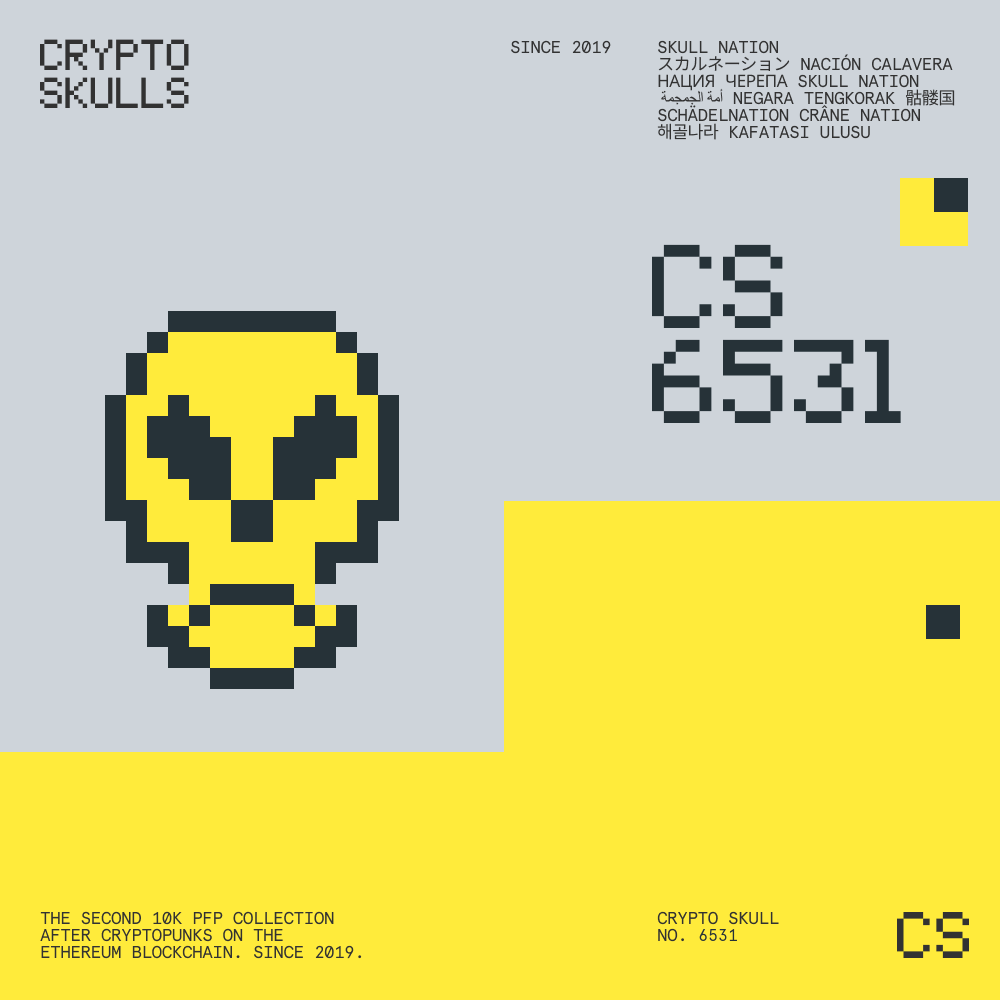 CRYPTO
SKULLS
SINCE 2019
SKULL NATION
スカルネーション NACIÓN CALAVERA
НАЦИЯ ЧЕРЕПА SKULL NATION
أمة الجمجمة NEGARA TENGKORAK 骷髅国
SCHÄDELNATION CRÂNE NATION
해골나라 KAFATASI ULUSU
CS
6531
THE SECOND 10K PFP COLLECTION
AFTER CRYPTOPUNKS ON THE
ETHEREUM BLOCKCHAIN. SINCE 2019.
CRYPTO SKULL
NO. 6531
CS